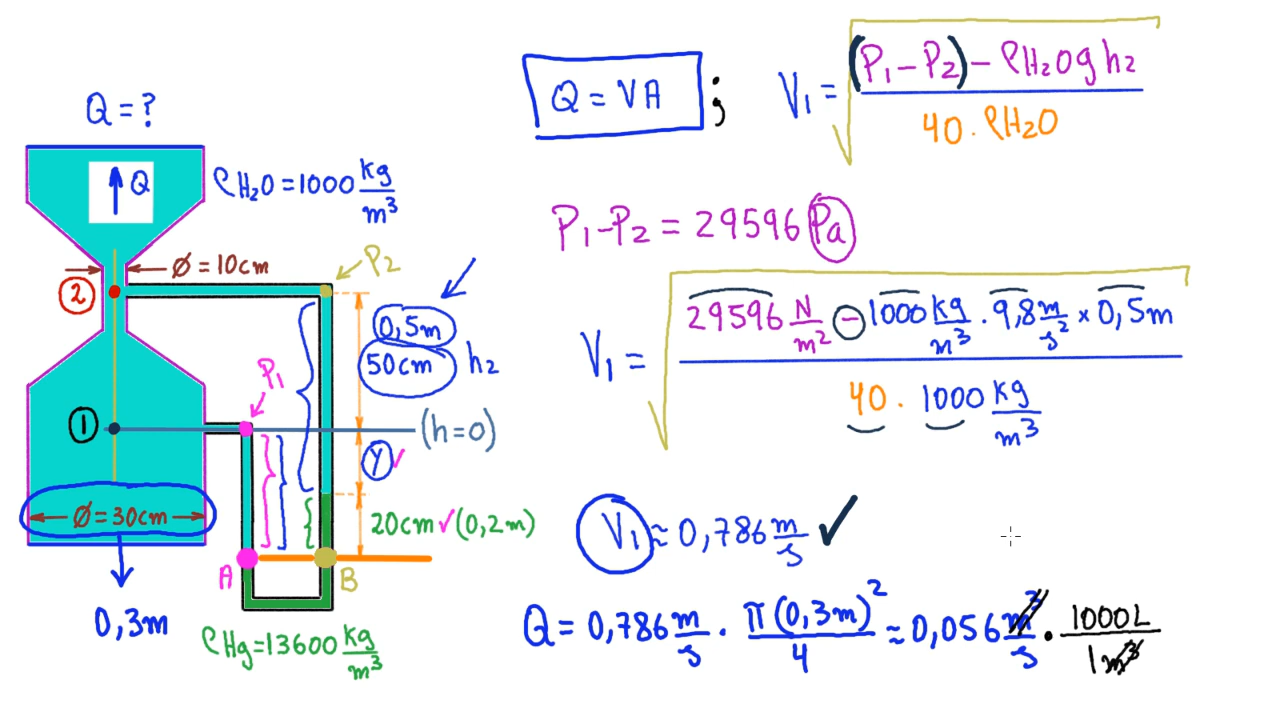 Q = ?
↑ Q
ρH₂O = 1000 kg/m³
Ø = 10cm
P₂
②
0,5m
50cm h₂
P₁
①
(h=0)
Y ✓
Ø = 30cm
20cm ✓ (0,2m)
A B
0,3m
ρHg = 13600 kg/m³
Q = VA ;
V₁ = √(((P₁ − P₂) − ρH₂O g h₂) / (40 · ρH₂O))
P₁ − P₂ = 29596 Pa
V₁ = √((29596 N/m² − 1000 kg/m³ · 9,8 m/s² × 0,5m) / (40 · 1000 kg/m³))
V₁ ≈ 0,786 m/s ✓
Q = 0,786 m/s · π(0,3m)²/4 ≈ 0,056 m³/s · 1000L/1m³